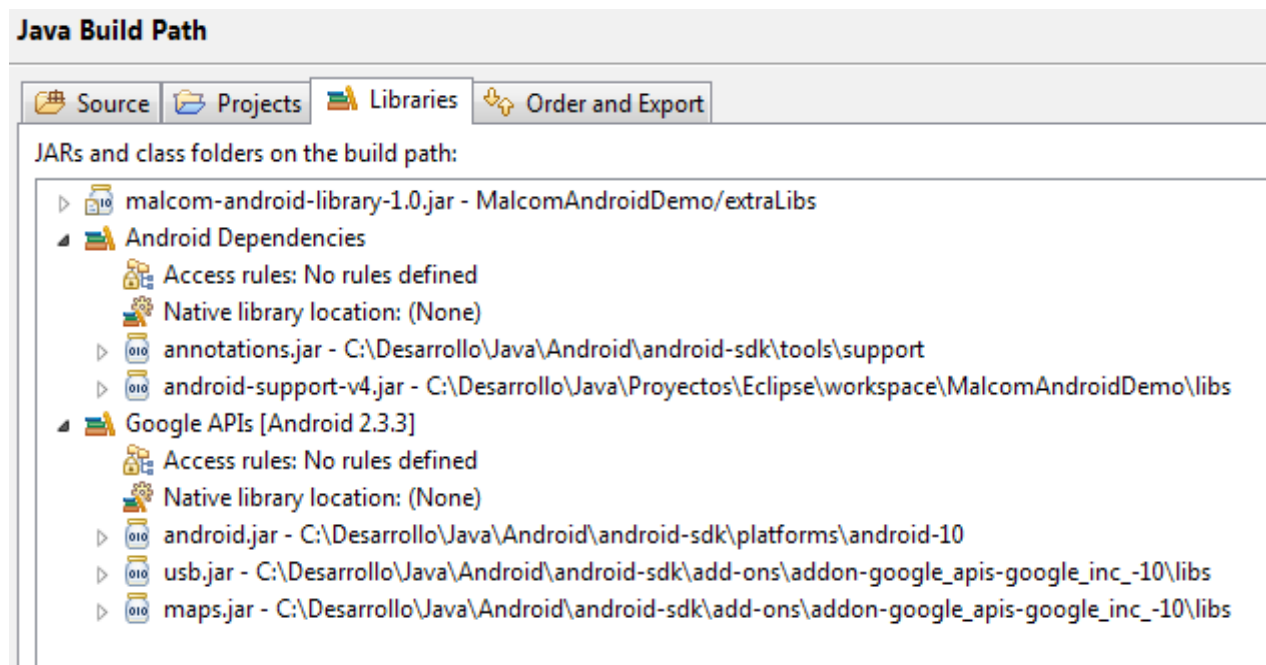 Java Build Path
Source Projects Libraries Order and Export
JARs and class folders on the build path:
malcom-android-library-1.0.jar - MalcomAndroidDemo/extraLibs
Android Dependencies
Access rules: No rules defined
Native library location: (None)
annotations.jar - C:\Desarrollo\Java\Android\android-sdk\tools\support
android-support-v4.jar - C:\Desarrollo\Java\Proyectos\Eclipse\workspace\MalcomAndroidDemo\libs
Google APIs [Android 2.3.3]
Access rules: No rules defined
Native library location: (None)
android.jar - C:\Desarrollo\Java\Android\android-sdk\platforms\android-10
usb.jar - C:\Desarrollo\Java\Android\android-sdk\add-ons\addon-google_apis-google_inc_-10\libs
maps.jar - C:\Desarrollo\Java\Android\android-sdk\add-ons\addon-google_apis-google_inc_-10\libs